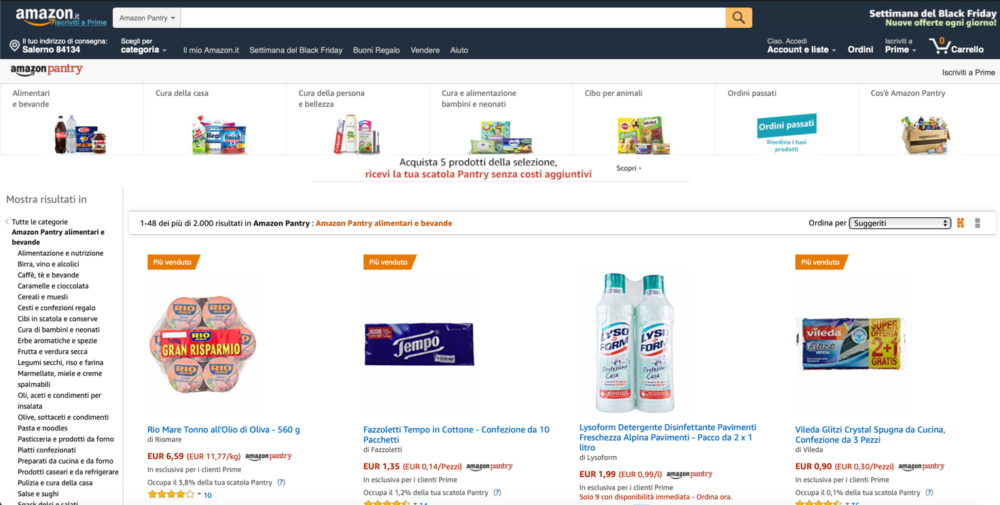 amazon.it
Iscriviti a Prime
Amazon Pantry
Settimana del Black Friday
Nuove offerte ogni giorno!
Il tuo indirizzo di consegna:
Salerno 84134
Scegli per
categoria
Il mio Amazon.it
Settimana del Black Friday
Buoni Regalo
Vendere
Aiuto
Ciao. Accedi
Account e liste
Ordini
Iscriviti a
Prime
0
Carrello
amazon pantry
Iscriviti a Prime
Alimentari
e bevande
Cura della casa
Cura della persona
e bellezza
Cura e alimentazione
bambini e neonati
Cibo per animali
Ordini passati
Cos'è Amazon Pantry
Ordini passati
Riordina i tuoi
prodotti
Acquista 5 prodotti della selezione,
ricevi la tua scatola Pantry senza costi aggiuntivi
Scopri
Mostra risultati in
Tutte le categorie
Amazon Pantry alimentari e
bevande
Alimentazione e nutrizione
Birra, vino e alcolici
Caffè, tè e bevande
Caramelle e cioccolata
Cereali e muesli
Cesti e confezioni regalo
Cibi in scatola e conserve
Cura di bambini e neonati
Erbe aromatiche e spezie
Frutta e verdura secca
Legumi secchi, riso e farina
Marmellate, miele e creme
spalmabili
Oli, aceti e condimenti per
insalata
Olive, sottaceti e condimenti
Pasta e noodles
Pasticceria e prodotti da forno
Piatti confezionati
Preparati da cucina e da forno
Prodotti caseari e da refrigerare
Pulizia e cura della casa
Salse e sughi
Snack dolci e salati
1-48 dei più di 2.000 risultati in Amazon Pantry : Amazon Pantry alimentari e bevande
Ordina per
Suggeriti
Più venduto
RIO mare
GRAN RISPARMIO
Rio Mare Tonno all'Olio di Oliva - 560 g
di Riomare
EUR 6,59 (EUR 11,77/kg) amazon pantry
In esclusiva per i clienti Prime
Occupa il 3,8% della tua scatola Pantry (?)
10
Più venduto
NUOVO
Tempo
Fazzoletti Tempo in Cottone - Confezione da 10
Pacchetti
di Fazzoletti
EUR 1,35 (EUR 0,14/Pezzi) amazon pantry
In esclusiva per i clienti Prime
Occupa il 1,2% della tua scatola Pantry (?)
14
LYSO FORM
Protezione
Casa
LYSO FORM
Protezione
Casa
Lysoform Detergente Disinfettante Pavimenti
Freschezza Alpina Pavimenti - Pacco da 2 x 1
litro
di Lysoform
EUR 1,99 (EUR 0,99/l) amazon pantry
In esclusiva per i clienti Prime
Solo 9 con disponibilità immediata - Ordina ora.
Più venduto
Vileda
Glitzi
CRYSTAL
SUPER
OFFERTA
2+1
GRATIS
Vileda Glitzi Crystal Spugna da Cucina,
Confezione da 3 Pezzi
di Vileda
EUR 0,90 (EUR 0,30/Pezzi) amazon pantry
In esclusiva per i clienti Prime
Occupa il 0,1% della tua scatola Pantry (?)
36